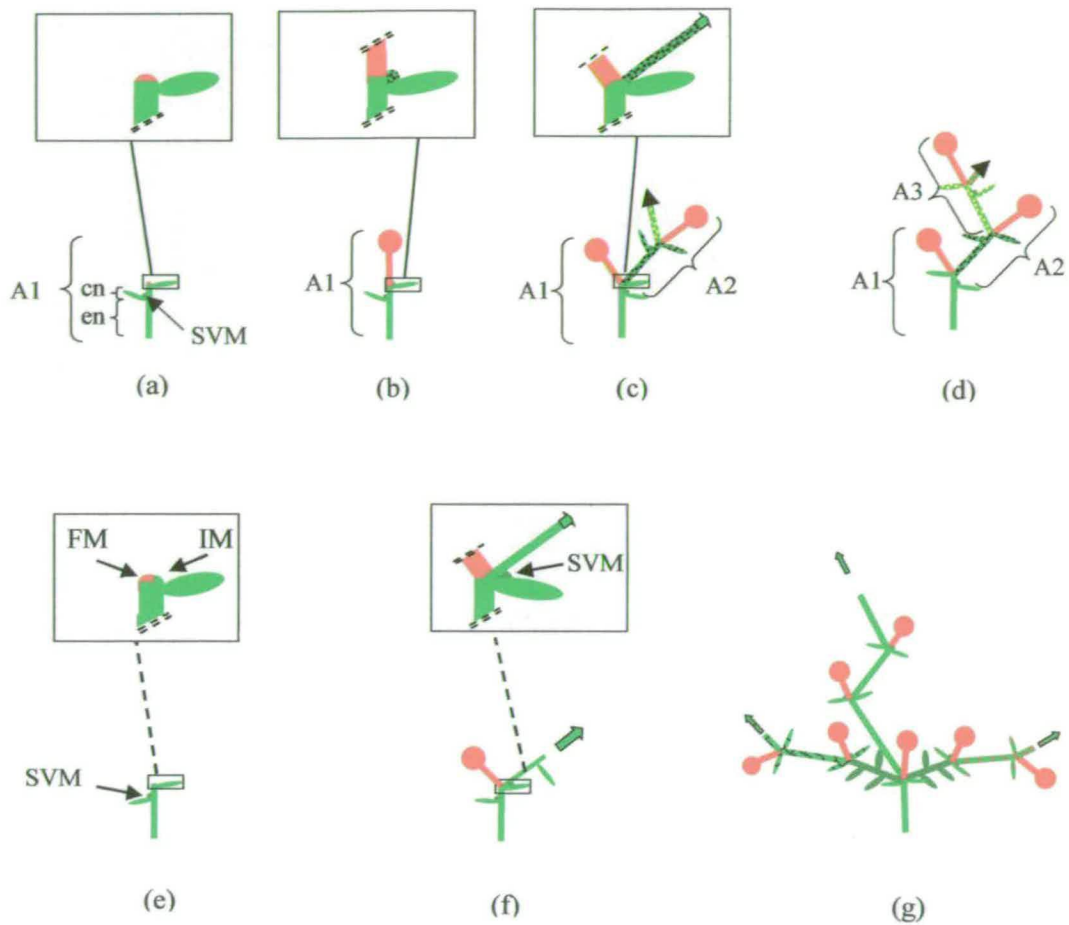 A1
cn
en
SVM
(a)
A1
(b)
A1
A2
(c)
A3
A1
A2
(d)
FM IM
SVM
(e)
SVM
(f)
(g)